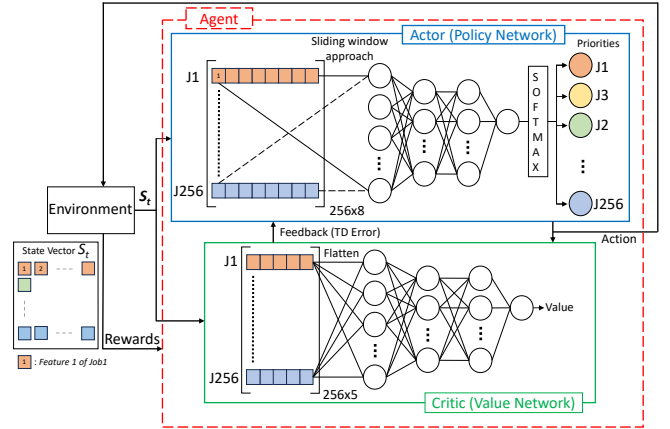 Agent
Actor (Policy Network)
Sliding window
approach
Priorities
J1
1
J256
256x8
S
O
F
T
M
A
X
J1
J3
J2
J256
S_t
Environment
Feedback (TD Error)
Action
State Vector S_t
1 2
Rewards
1 : Feature 1 of Job1
J1
Flatten
J256
256x5
Value
Critic (Value Network)